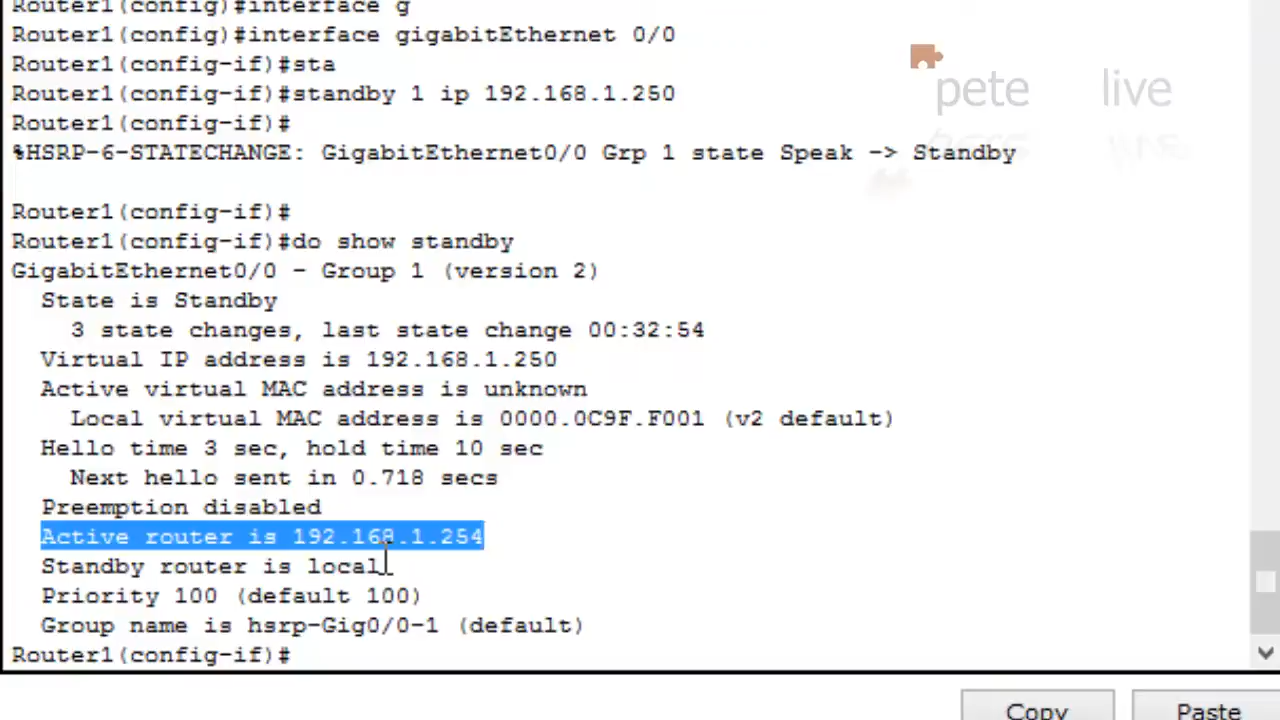 Router1(config)#interface g
Router1(config)#interface gigabitEthernet 0/0
Router1(config-if)#sta
Router1(config-if)#standby 1 ip 192.168.1.250
Router1(config-if)#
%HSRP-6-STATECHANGE: GigabitEthernet0/0 Grp 1 state Speak -> Standby
Router1(config-if)#
Router1(config-if)#do show standby
GigabitEthernet0/0 - Group 1 (version 2)
State is Standby
3 state changes, last state change 00:32:54
Virtual IP address is 192.168.1.250
Active virtual MAC address is unknown
Local virtual MAC address is 0000.0C9F.F001 (v2 default)
Hello time 3 sec, hold time 10 sec
Next hello sent in 0.718 secs
Preemption disabled
Active router is 192.168.1.254
Standby router is local
Priority 100 (default 100)
Group name is hsrp-Gig0/0-1 (default)
Router1(config-if)#
pete live
Copy Paste